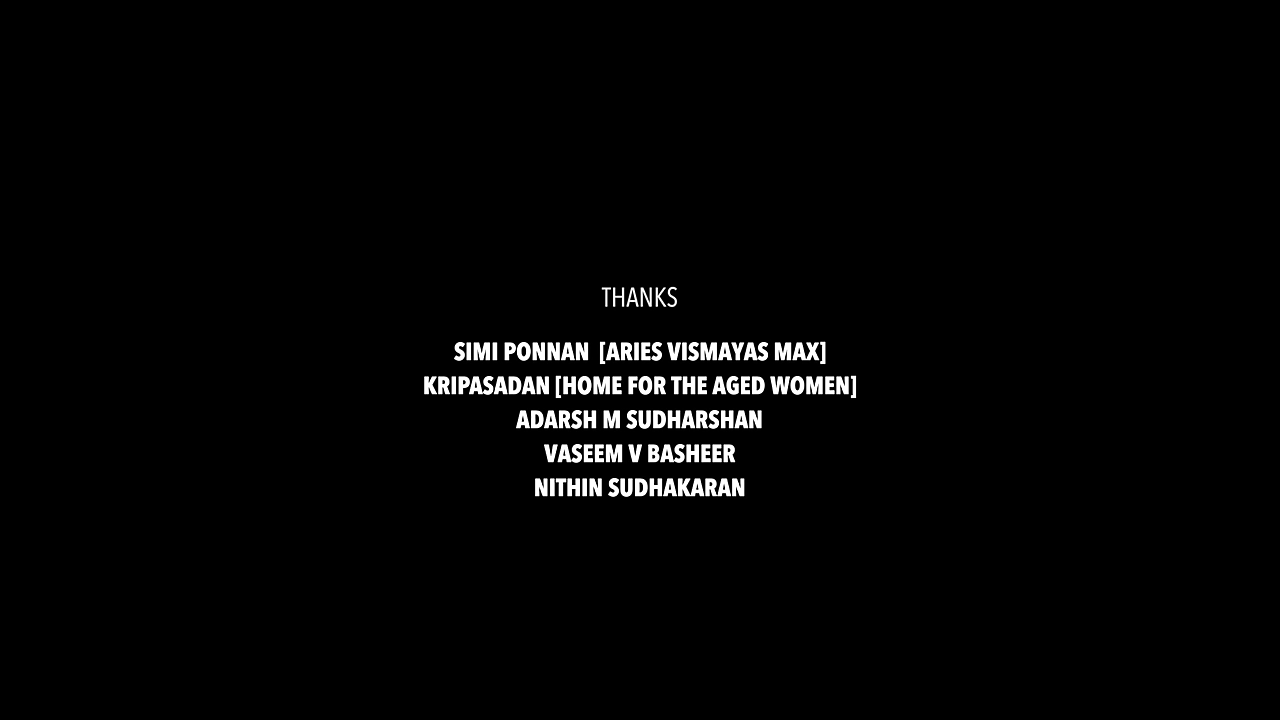 THANKS
SIMI PONNAN [ARIES VISMAYAS MAX]
KRIPASADAN [HOME FOR THE AGED WOMEN]
ADARSH M SUDHARSHAN
VASEEM V BASHEER
NITHIN SUDHAKARAN